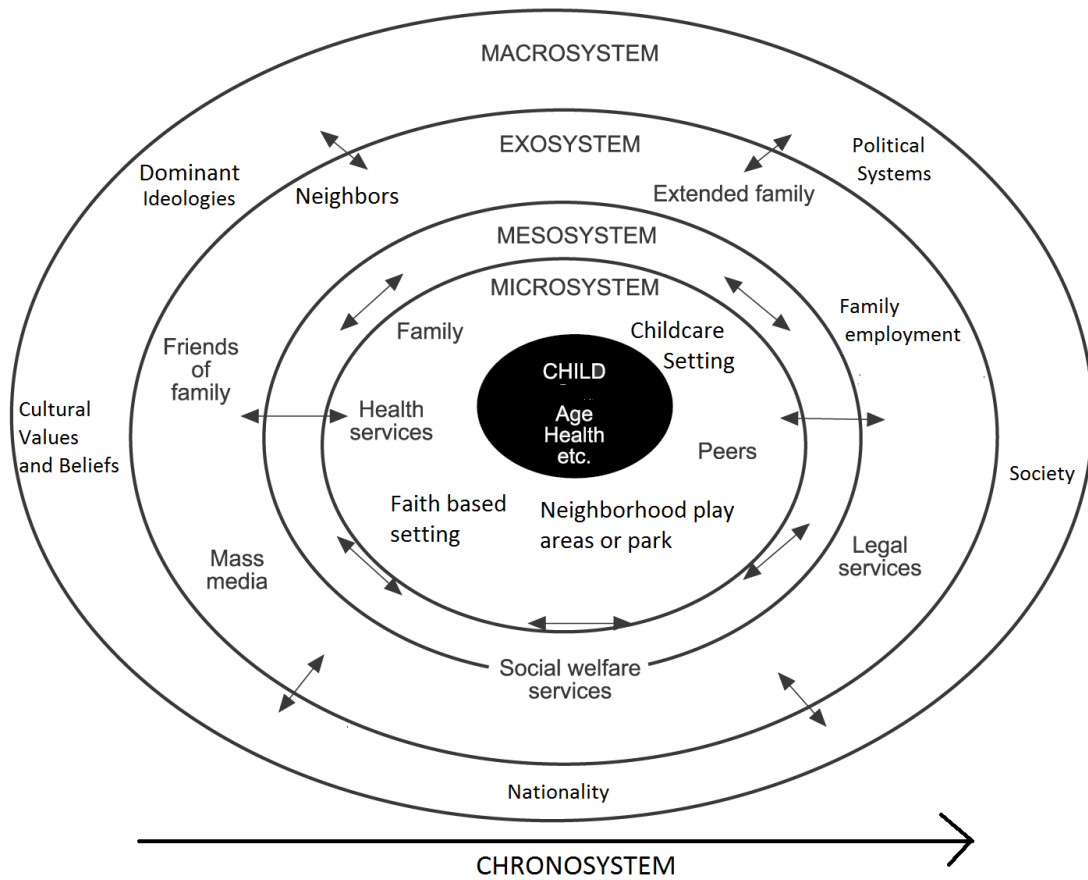 MACROSYSTEM
EXOSYSTEM
Political
Systems
Dominant
Ideologies
Neighbors
Extended family
MESOSYSTEM
MICROSYSTEM
Family
Childcare
Setting
Family
employment
Friends
of
family
CHILD
Age
Health
etc.
Health
services
Cultural
Values
and Beliefs
Peers
Society
Faith based
setting
Neighborhood play
areas or park
Mass
media
Legal
services
Social welfare
services
Nationality
CHRONOSYSTEM